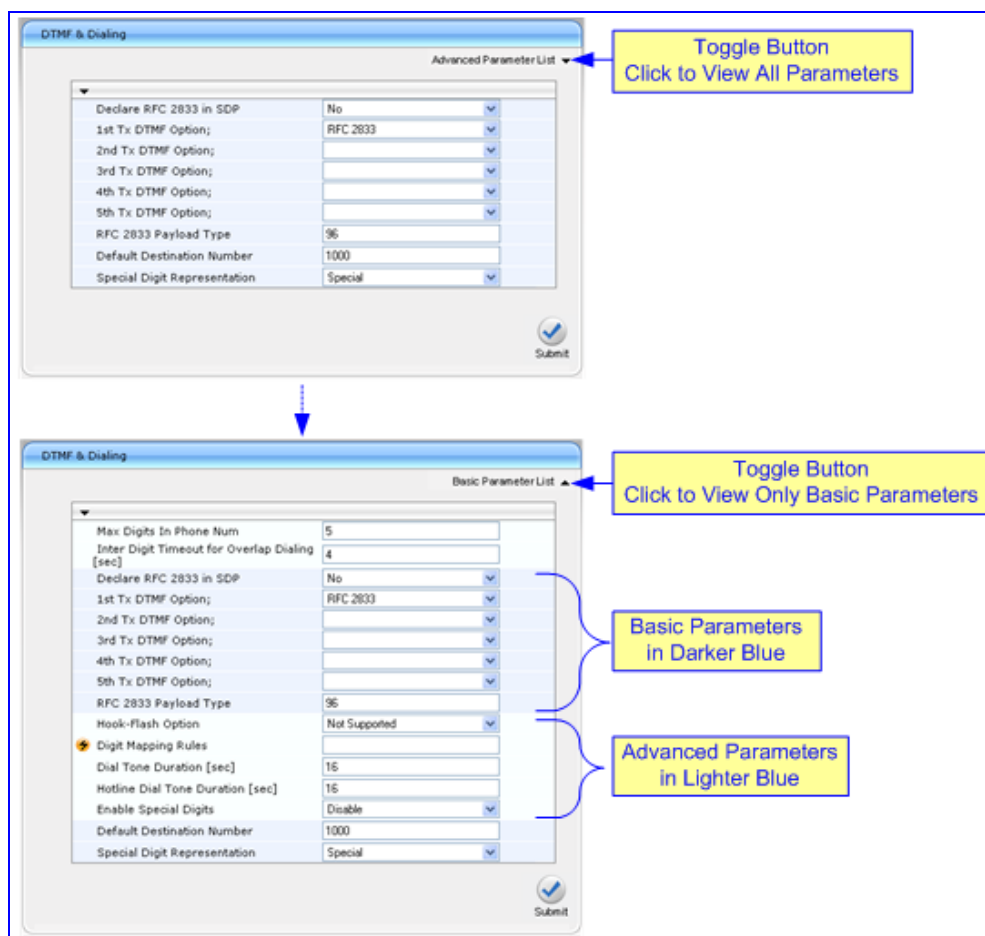 DTMF & Dialing
Advanced Parameter List
Toggle Button
Click to View All Parameters
Declare RFC 2833 in SDP No
1st Tx DTMF Option; RFC 2833
2nd Tx DTMF Option;
3rd Tx DTMF Option;
4th Tx DTMF Option;
5th Tx DTMF Option;
RFC 2833 Payload Type 96
Default Destination Number 1000
Special Digit Representation Special
Submit
DTMF & Dialing
Basic Parameter List
Toggle Button
Click to View Only Basic Parameters
Max Digits In Phone Num 5
Inter Digit Timeout for Overlap Dialing
[sec] 4
Declare RFC 2833 in SDP No
1st Tx DTMF Option; RFC 2833
2nd Tx DTMF Option;
3rd Tx DTMF Option;
4th Tx DTMF Option;
5th Tx DTMF Option;
RFC 2833 Payload Type 96
Basic Parameters
in Darker Blue
Hook-Flash Option Not Supported
Digit Mapping Rules
Dial Tone Duration [sec] 16
Hotline Dial Tone Duration [sec] 16
Enable Special Digits Disable
Advanced Parameters
in Lighter Blue
Default Destination Number 1000
Special Digit Representation Special
Submit